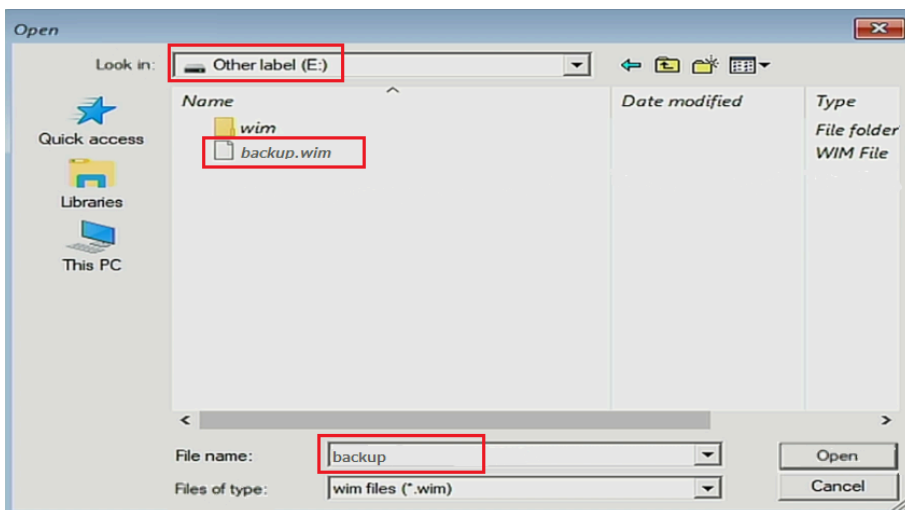 Open
Look in: Other label (E:)
Name Date modified Type
wim File folder
backup.wim WIM File
Quick access
Libraries
This PC
File name: backup Open
Files of type: wim files (*.wim) Cancel